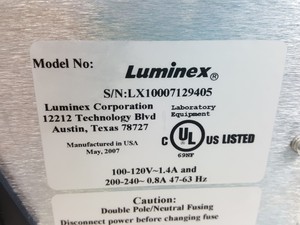 Model No:
Luminex®
S/N:LX10007129405
Luminex Corporation
12212 Technology Blvd
Austin, Texas 78727
Laboratory
Equipment
Manufactured in USA
May, 2007
C UL US LISTED
69NF
100-120V~1.4A and
200-240~ 0.8A 47-63 Hz
Caution:
Double Pole/Neutral Fusing
Disconnect power before changing fuse